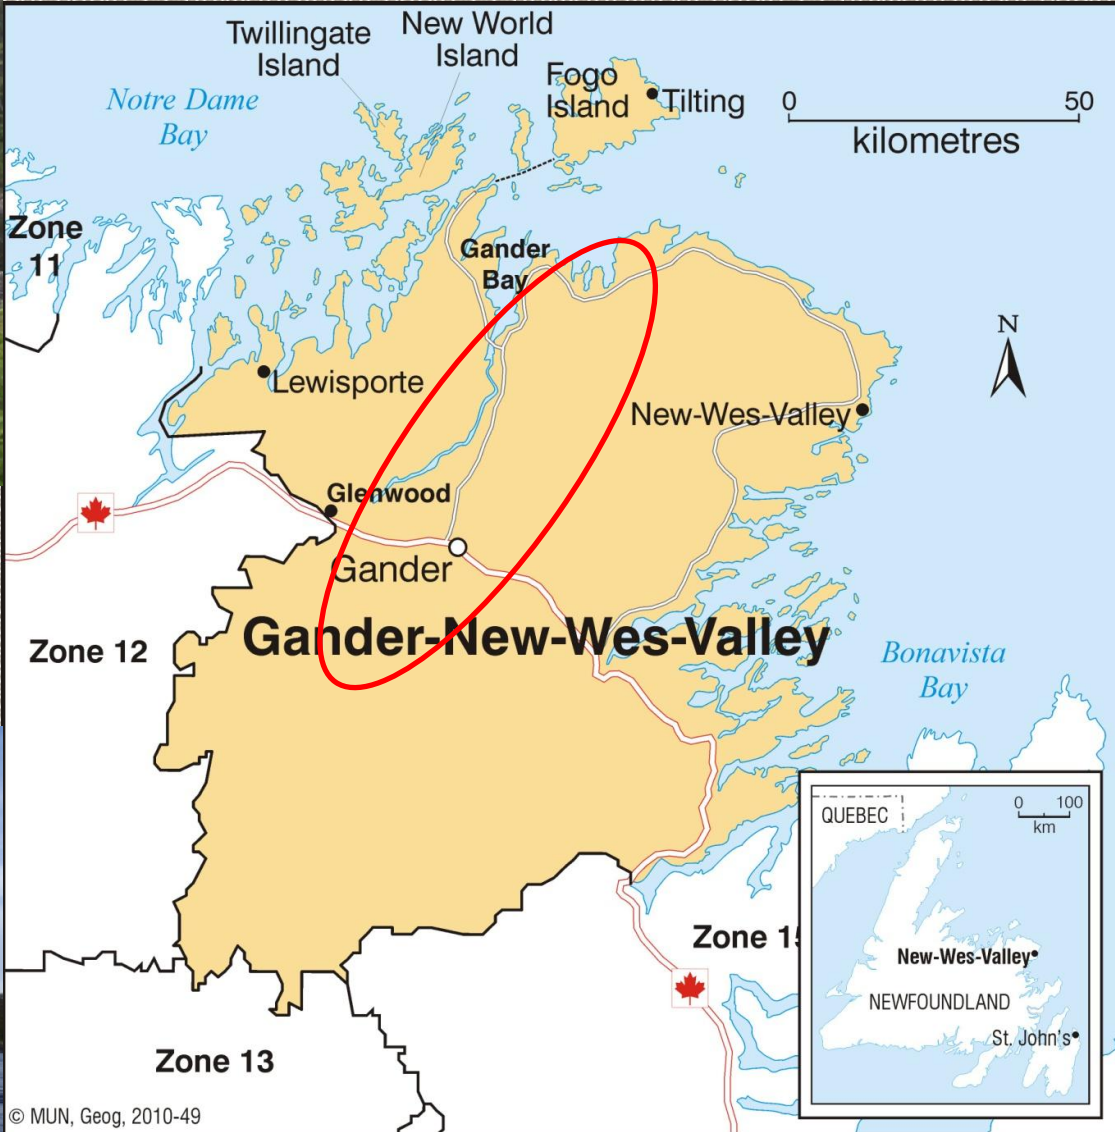 Twillingate
Island
New World
Island
Fogo
Island
Tilting
0 50
kilometres
Notre Dame
Bay
Zone
11
Gander
Bay
N
Lewisporte
New-Wes-Valley
Glenwood
Gander
Gander-New-Wes-Valley
Zone 12
Bonavista
Bay
QUEBEC
0 100
km
New-Wes-Valley
NEWFOUNDLAND
St. John's
Zone 15
Zone 13
© MUN, Geog, 2010-49